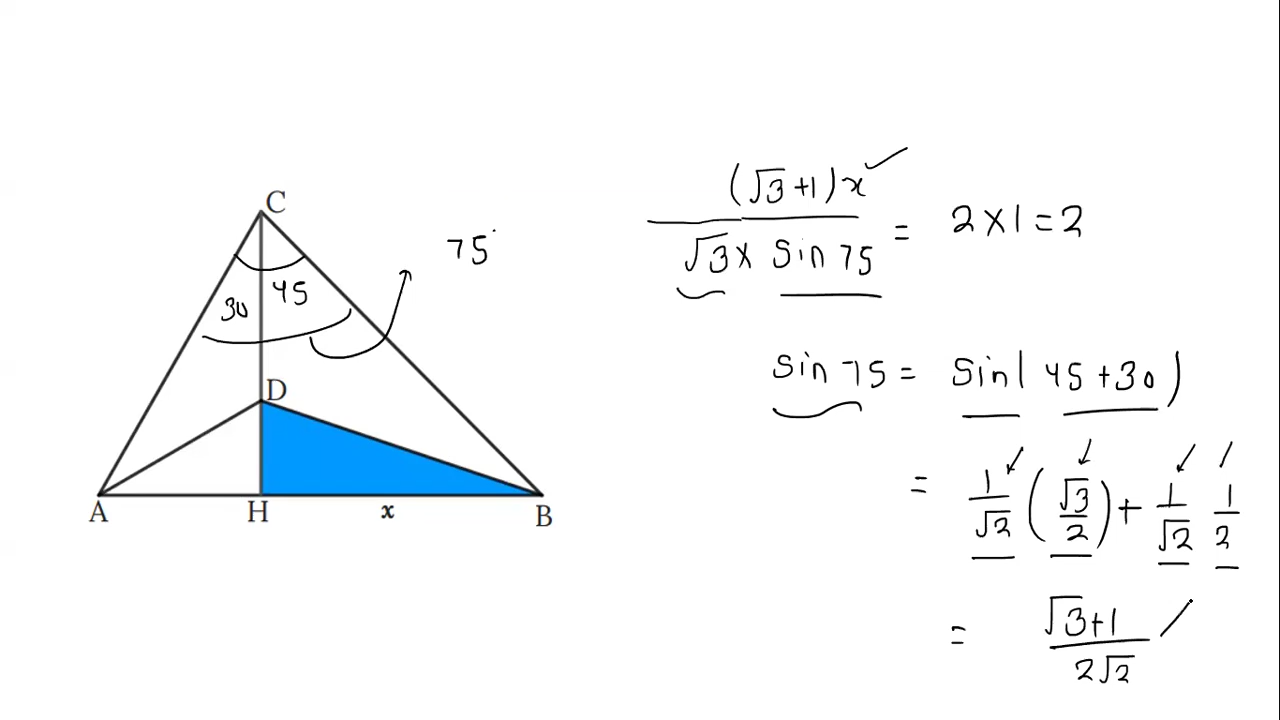 C
75°
30
45
D
A
H
x
B
(√3+1)x / √3 × sin 75 = 2×1=2
sin 75 = sin( 45+30)
= 1/√2 (√3/2) + 1/√2 1/2
= √3+1 / 2√2